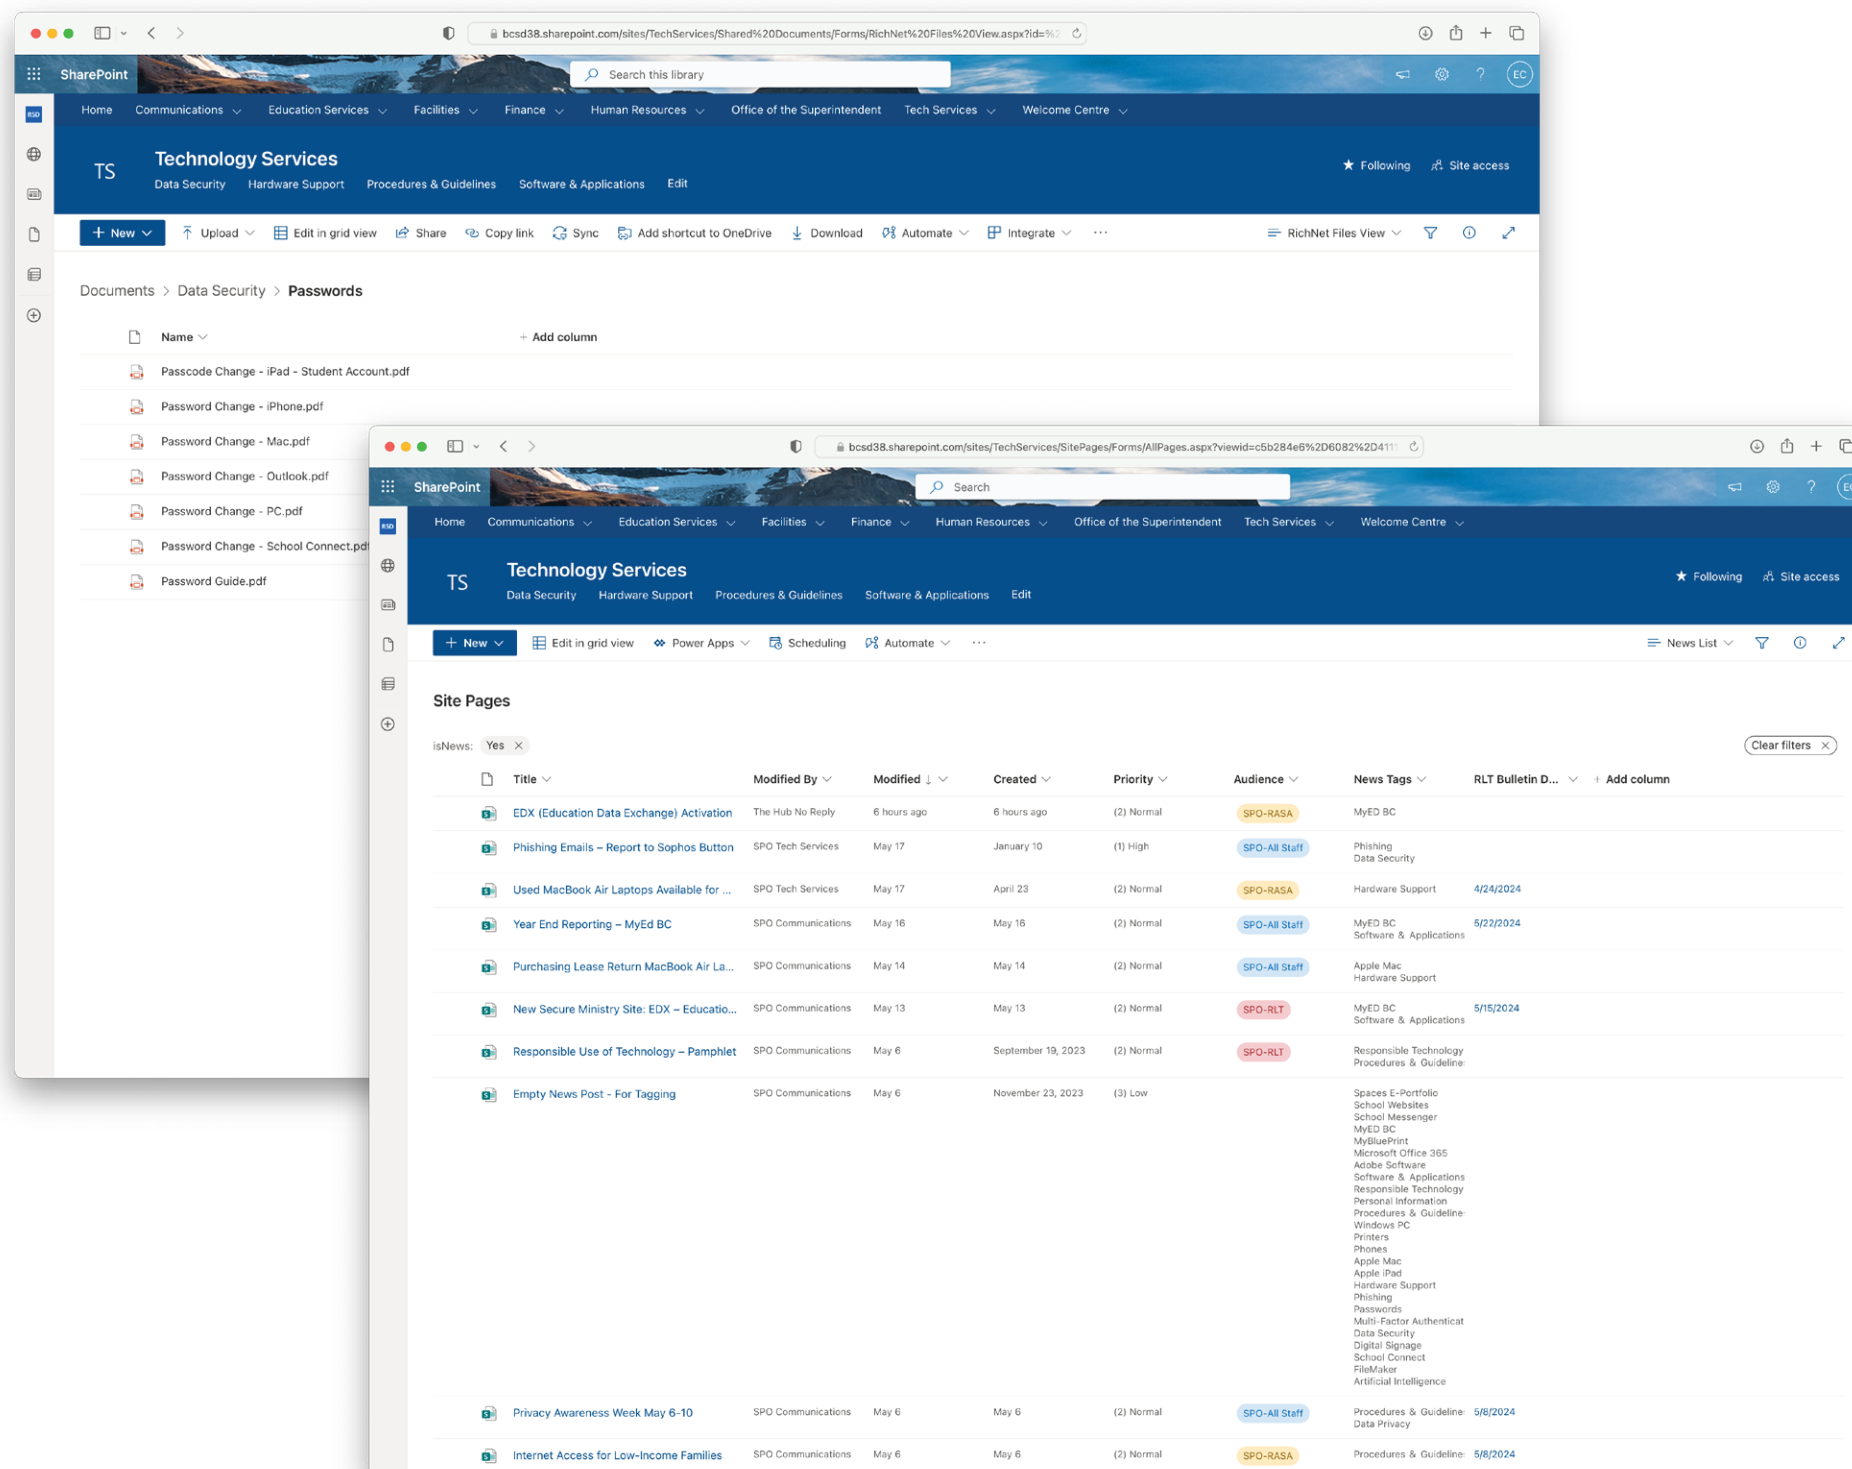 bcsd38.sharepoint.com/sites/TechServices/Shared%20Documents/Forms/RichNet%20Files%20View.aspx?id=%2
SharePoint
Search this library
EC
RSD
Home Communications Education Services Facilities Finance Human Resources Office of the Superintendent Tech Services Welcome Centre
TS
Technology Services
Data Security Hardware Support Procedures & Guidelines Software & Applications Edit
Following Site access
+ New Upload Edit in grid view Share Copy link Sync Add shortcut to OneDrive Download Automate Integrate ··· RichNet Files View
Documents > Data Security > Passwords
Name + Add column
Passcode Change - iPad - Student Account.pdf
Password Change - iPhone.pdf
Password Change - Mac.pdf
Password Change - Outlook.pdf
Password Change - PC.pdf
Password Change - School Connect.pdf
Password Guide.pdf
bcsd38.sharepoint.com/sites/TechServices/SitePages/Forms/AllPages.aspx?viewid=c5b284e6%2D6082%2D411
SharePoint
Search
RSD
Home Communications Education Services Facilities Finance Human Resources Office of the Superintendent Tech Services Welcome Centre
TS
Technology Services
Data Security Hardware Support Procedures & Guidelines Software & Applications Edit
Following Site access
+ New Edit in grid view Power Apps Scheduling Automate ··· News List
Site Pages
isNews: Yes ×
Clear filters ×
Title Modified By Modified ↓ Created Priority Audience News Tags RLT Bulletin D... + Add column
EDX (Education Data Exchange) Activation The Hub No Reply 6 hours ago 6 hours ago (2) Normal SPO-RASA MyED BC
Phishing Emails – Report to Sophos Button SPO Tech Services May 17 January 10 (1) High SPO-All Staff Phishing
Data Security
Used MacBook Air Laptops Available for ... SPO Tech Services May 17 April 23 (2) Normal SPO-RASA Hardware Support 4/24/2024
Year End Reporting – MyEd BC SPO Communications May 16 May 16 (2) Normal SPO-All Staff MyED BC 5/22/2024
Software & Applications
Purchasing Lease Return MacBook Air La... SPO Communications May 14 May 14 (2) Normal SPO-All Staff Apple Mac
Hardware Support
New Secure Ministry Site: EDX – Educatio... SPO Communications May 13 May 13 (2) Normal SPO-RLT MyED BC 5/15/2024
Software & Applications
Responsible Use of Technology – Pamphlet SPO Communications May 6 September 19, 2023 (2) Normal SPO-RLT Responsible Technology
Procedures & Guideline
Empty News Post - For Tagging SPO Communications May 6 November 23, 2023 (3) Low Spaces E-Portfolio
School Websites
School Messenger
MyED BC
MyBluePrint
Microsoft Office 365
Adobe Software
Software & Applications
Responsible Technology
Personal Information
Procedures & Guideline
Windows PC
Printers
Phones
Apple Mac
Apple iPad
Hardware Support
Phishing
Passwords
Multi-Factor Authenticat
Data Security
Digital Signage
School Connect
FileMaker
Artificial Intelligence
Privacy Awareness Week May 6-10 SPO Communications May 6 May 6 (2) Normal SPO-All Staff Procedures & Guideline 5/8/2024
Data Privacy
Internet Access for Low-Income Families SPO Communications May 6 May 6 (2) Normal SPO-RASA Procedures & Guideline 5/8/2024